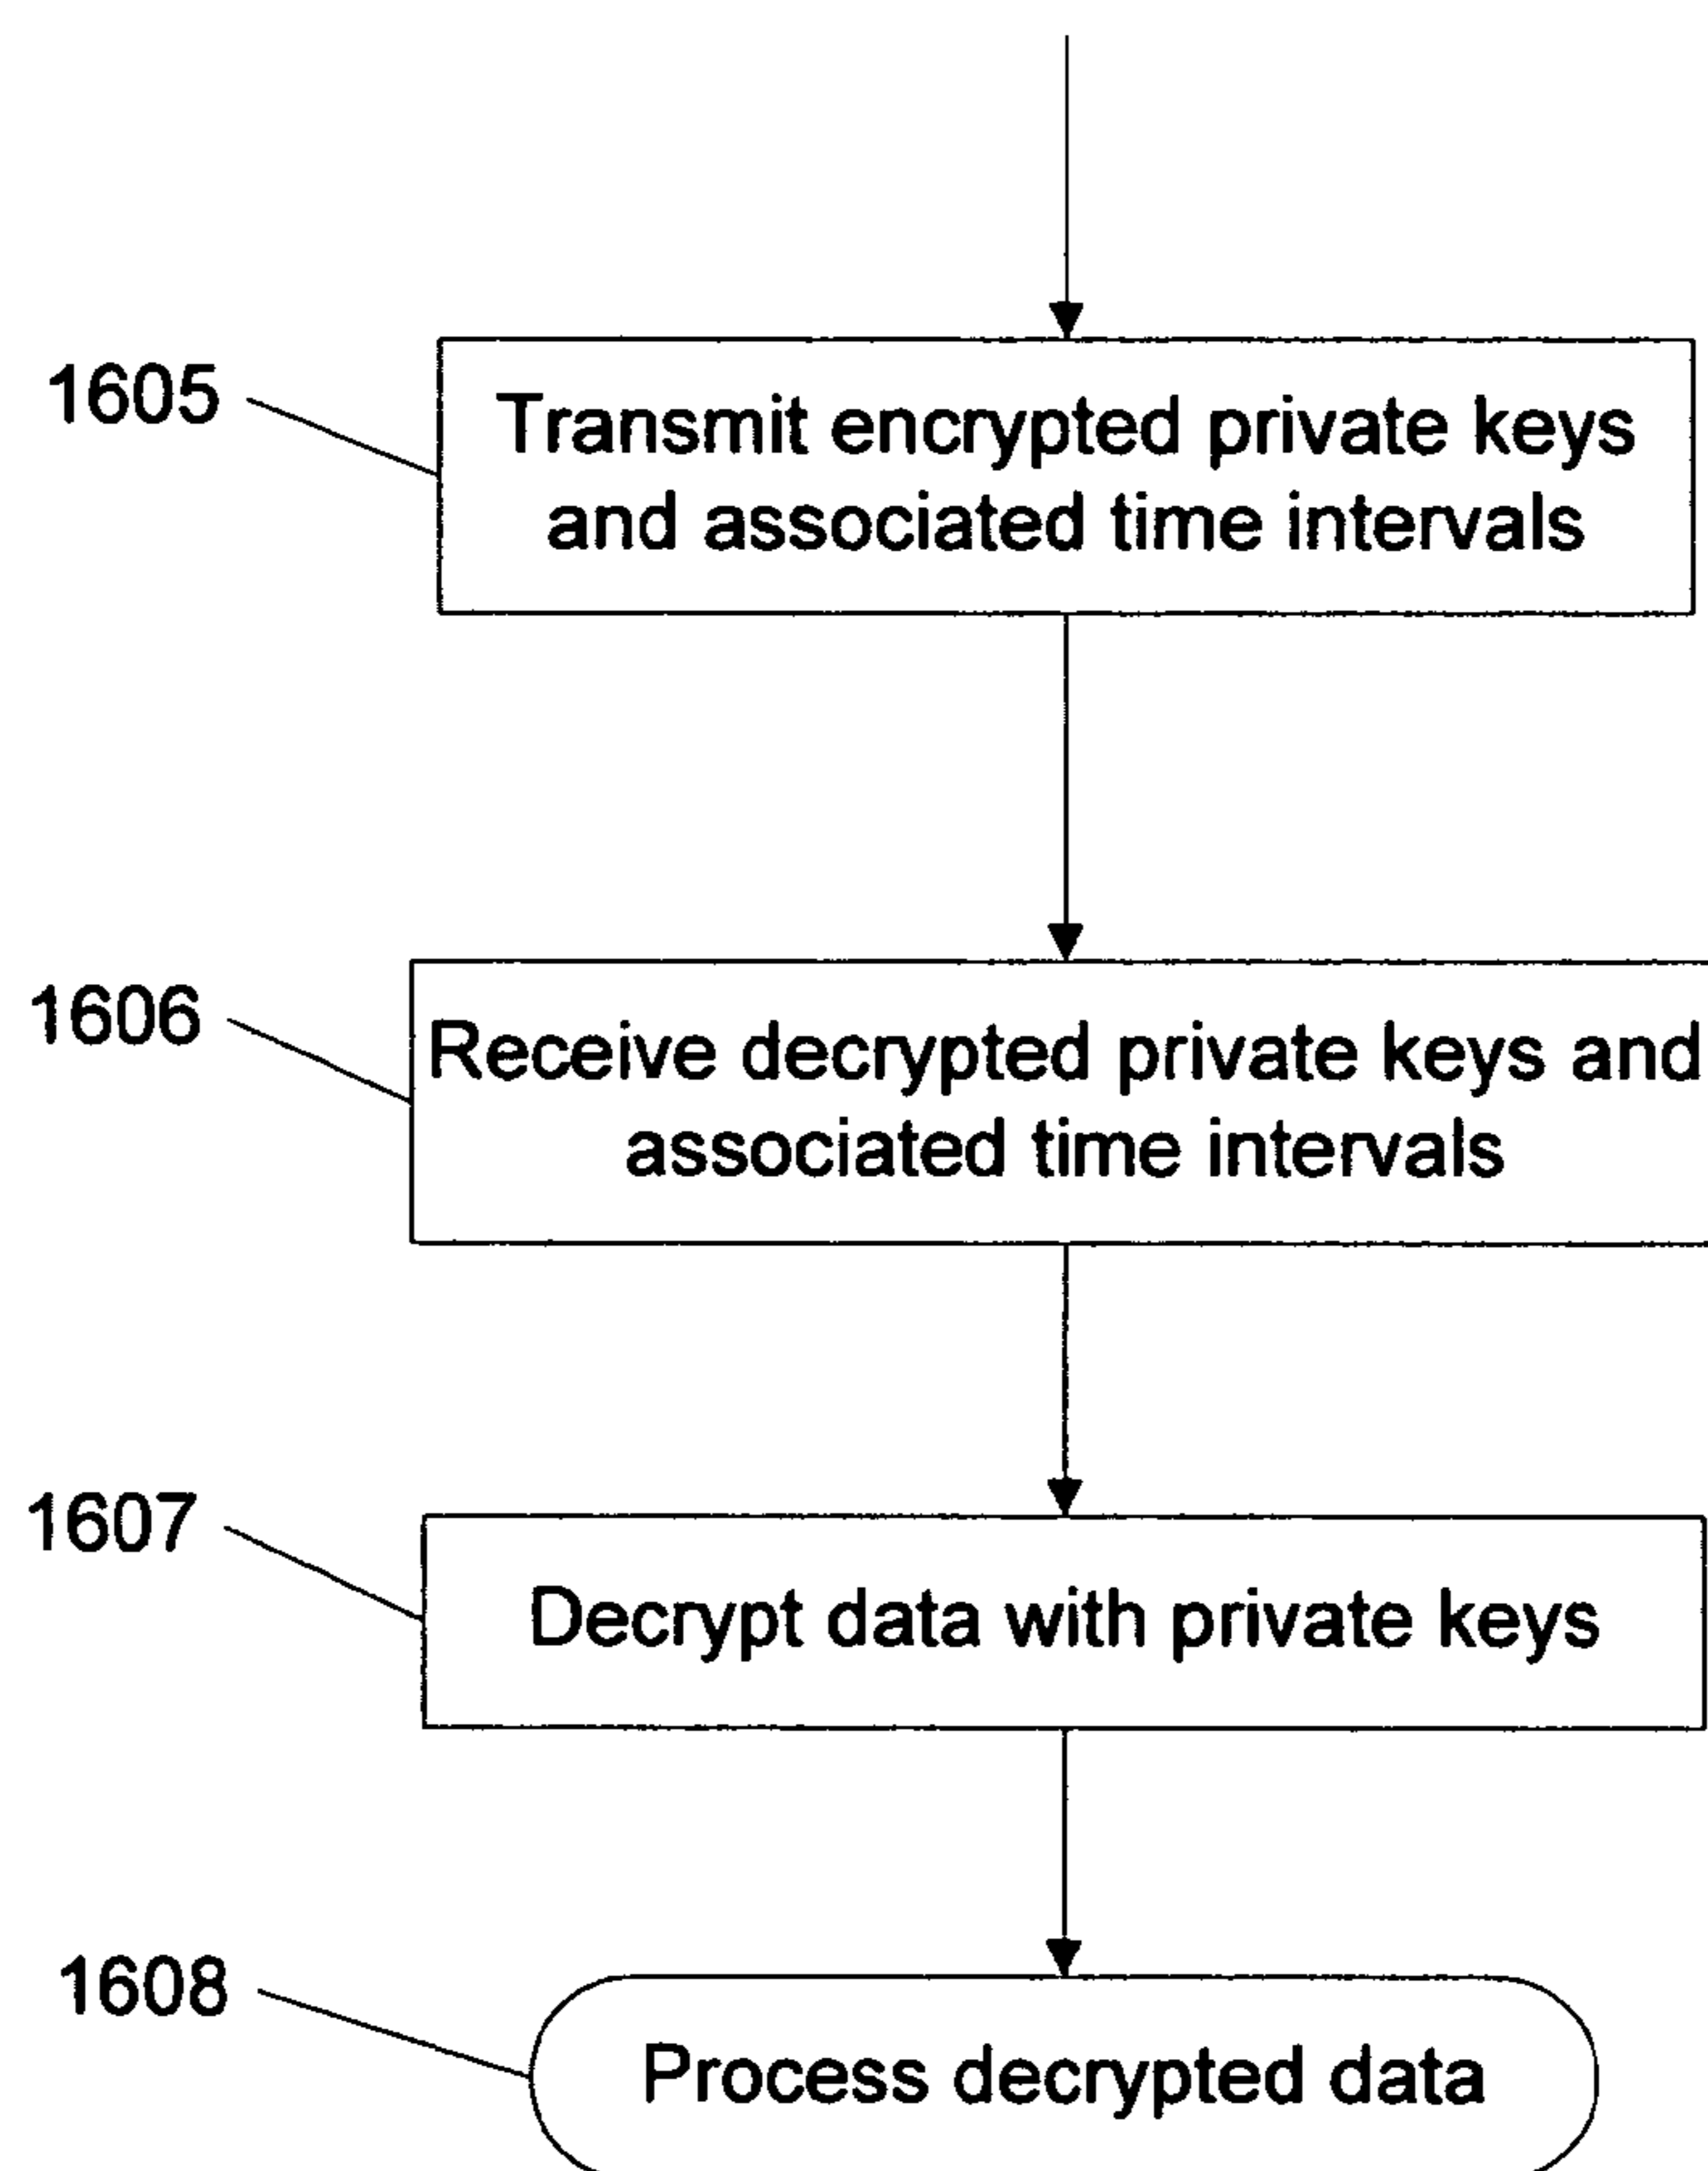 1605
Transmit encrypted private keys
and associated time intervals
1606
Receive decrypted private keys and
associated time intervals
1607
Decrypt data with private keys
1608
Process decrypted data